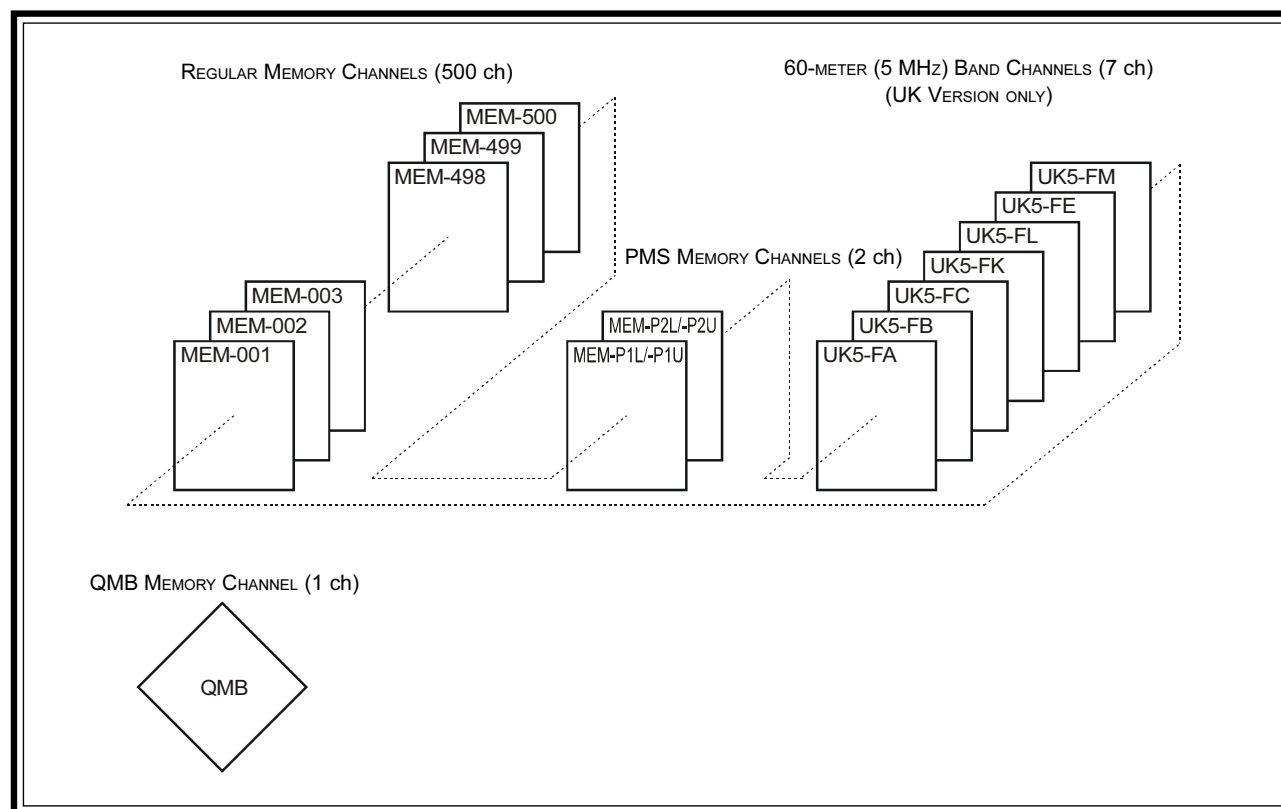 REGULAR MEMORY CHANNELS (500 ch)
60-METER (5 MHZ) BAND CHANNELS (7 ch)
(UK VERSION ONLY)
MEM-500
MEM-499
MEM-498
MEM-003
MEM-002
MEM-001
PMS MEMORY CHANNELS (2 ch)
MEM-P2L/-P2U
MEM-P1L/-P1U
UK5-FM
UK5-FE
UK5-FL
UK5-FK
UK5-FC
UK5-FB
UK5-FA
QMB MEMORY CHANNEL (1 ch)
QMB